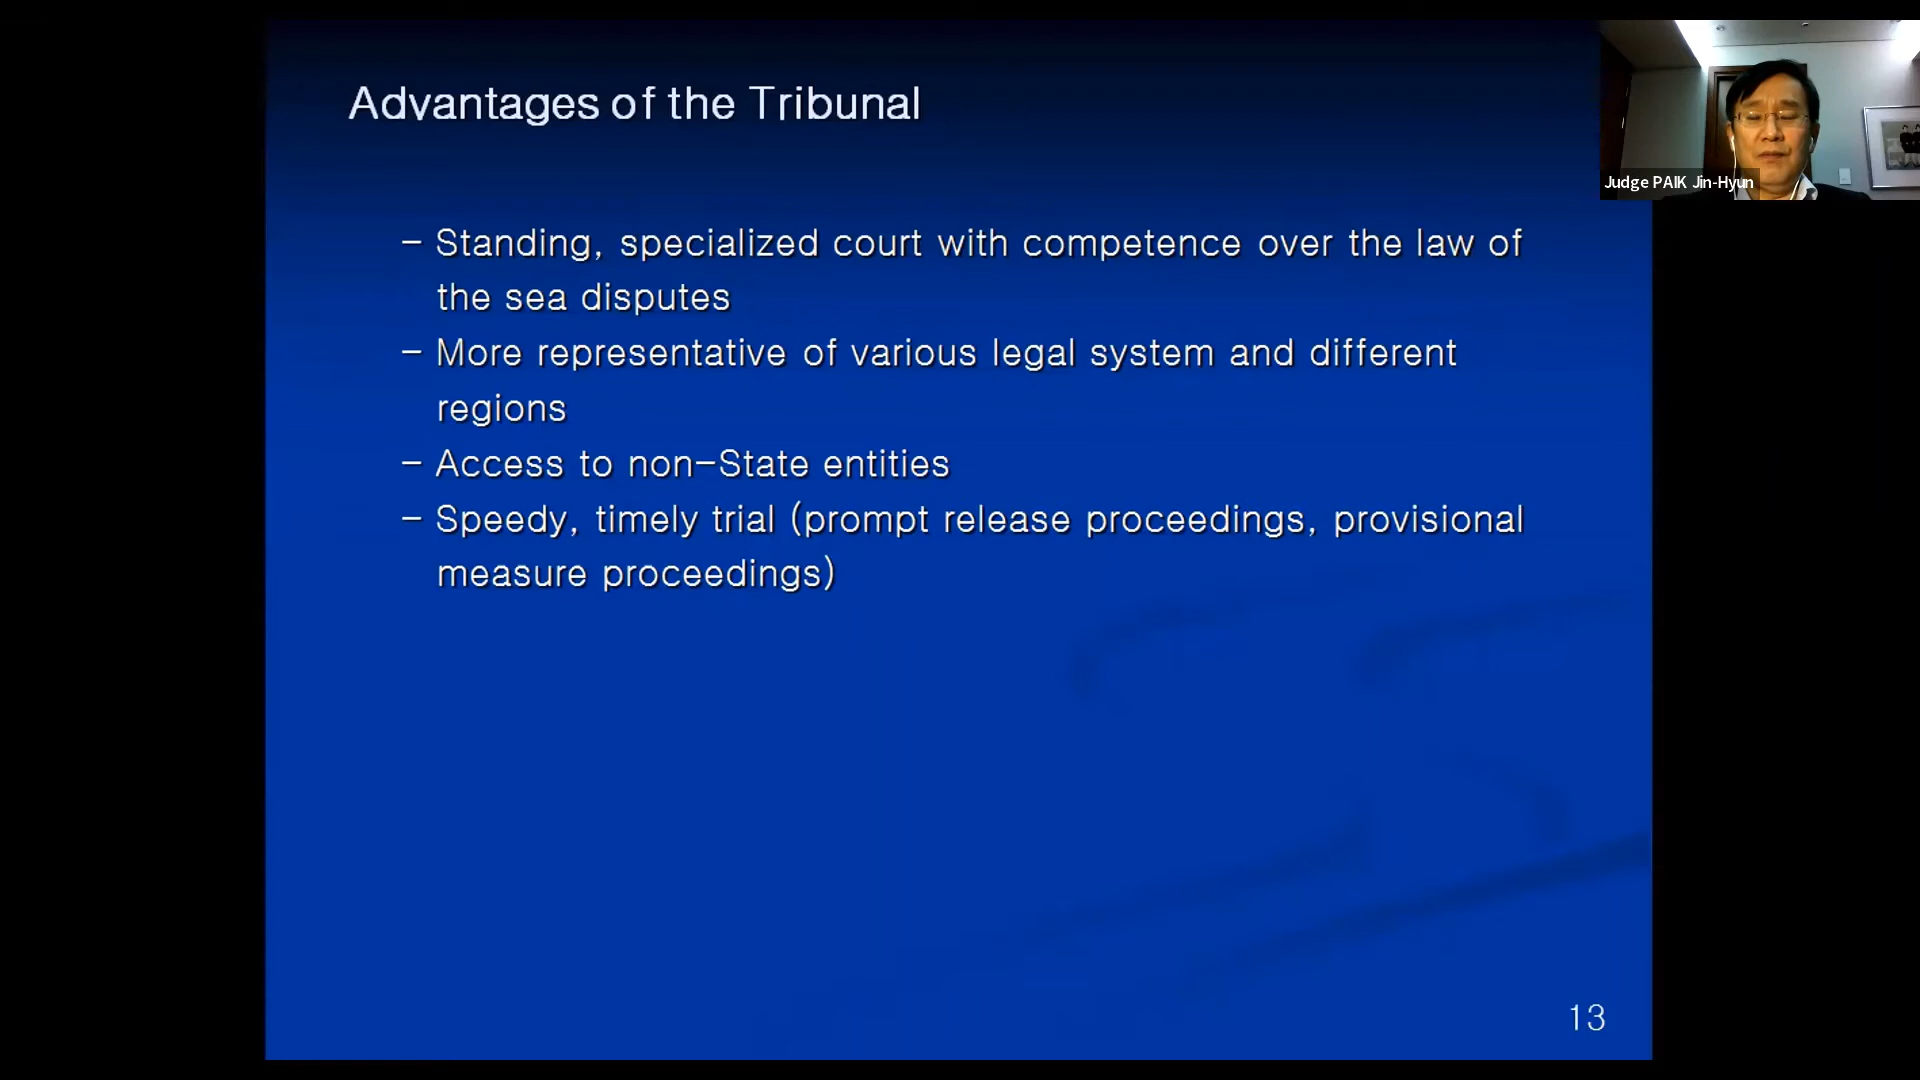 Advantages of the Tribunal
Judge PAIK Jin-Hyun
- Standing, specialized court with competence over the law of
the sea disputes
- More representative of various legal system and different
regions
- Access to non-State entities
- Speedy, timely trial (prompt release proceedings, provisional
measure proceedings)
13